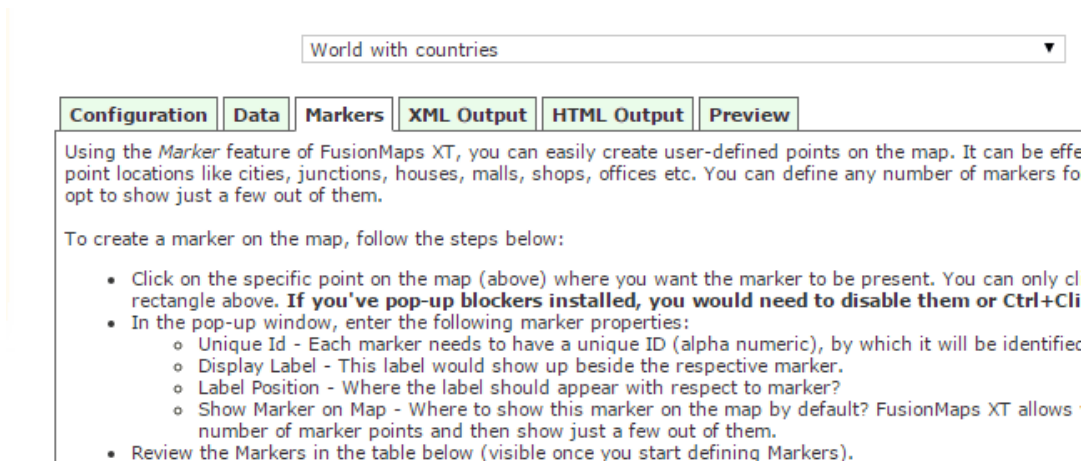 World with countries
Configuration Data Markers XML Output HTML Output Preview
Using the Marker feature of FusionMaps XT, you can easily create user-defined points on the map. It can be effe
point locations like cities, junctions, houses, malls, shops, offices etc. You can define any number of markers fo
opt to show just a few out of them.
To create a marker on the map, follow the steps below:
• Click on the specific point on the map (above) where you want the marker to be present. You can only cl
rectangle above. If you've pop-up blockers installed, you would need to disable them or Ctrl+Cli
• In the pop-up window, enter the following marker properties:
◦ Unique Id - Each marker needs to have a unique ID (alpha numeric), by which it will be identified
◦ Display Label - This label would show up beside the respective marker.
◦ Label Position - Where the label should appear with respect to marker?
◦ Show Marker on Map - Where to show this marker on the map by default? FusionMaps XT allows
number of marker points and then show just a few out of them.
• Review the Markers in the table below (visible once you start defining Markers).